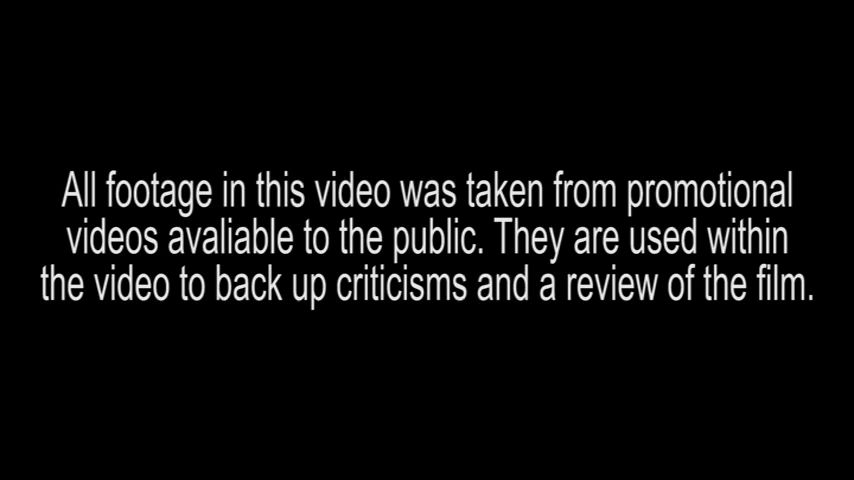 All footage in this video was taken from promotional
videos avaliable to the public. They are used within
the video to back up criticisms and a review of the film.